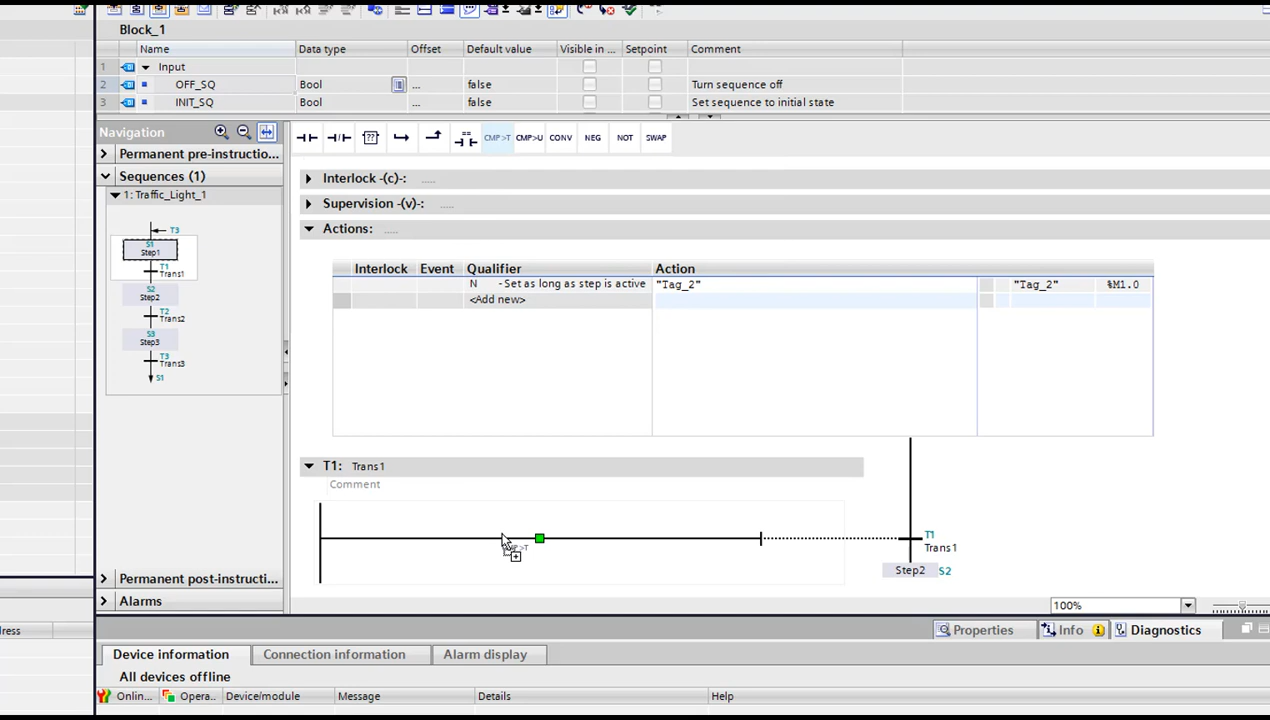 Block_1
Name Data type Offset Default value Visible in ... Setpoint Comment
1 Input
2 OFF_SQ Bool ... false Turn sequence off
3 INIT_SQ Bool ... false Set sequence to initial state
Navigation
CMP>T CMP>U CONV NEG NOT SWAP
Permanent pre-instructio...
Sequences (1)
1: Traffic_Light_1
T3
S1
Step1
T1
Trans1
S2
Step2
T2
Trans2
S3
Step3
T3
Trans3
S1
Interlock -(c)-: .....
Supervision -(v)-: .....
Actions: .....
Interlock Event Qualifier Action
N - Set as long as step is active "Tag_2" "Tag_2" %M1.0
<Add new>
T1: Trans1
Comment
T1
Trans1
Step2 S2
Permanent post-instructi...
Alarms
100%
Properties Info Diagnostics
Device information Connection information Alarm display
All devices offline
Onlin... Opera... Device/module Message Details Help